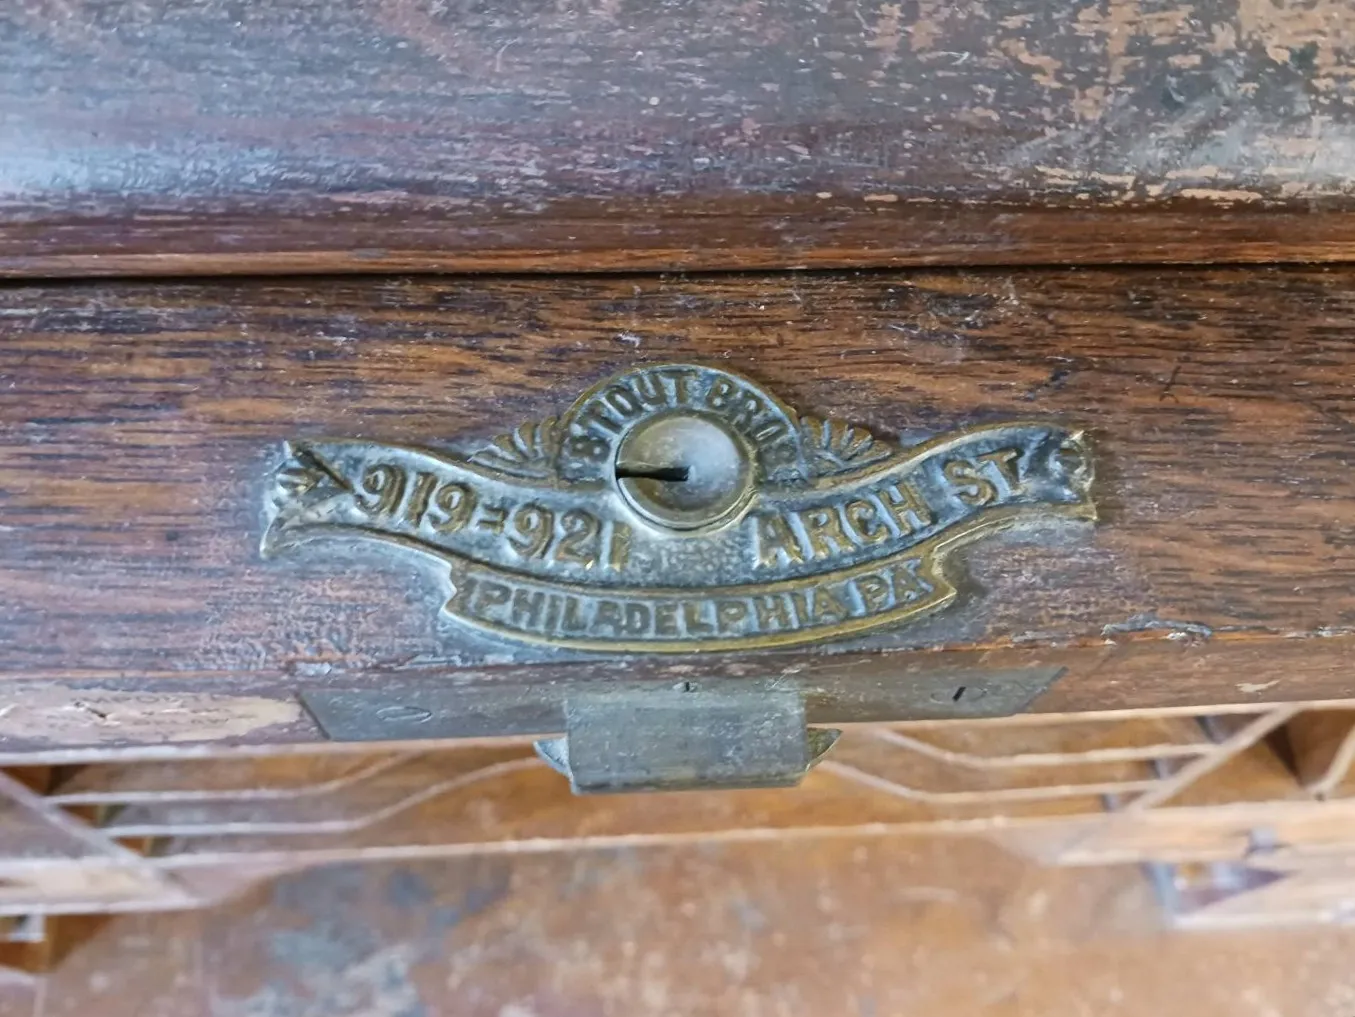 STOUT BROS
919=921 ARCH ST
PHILADELPHIA PA